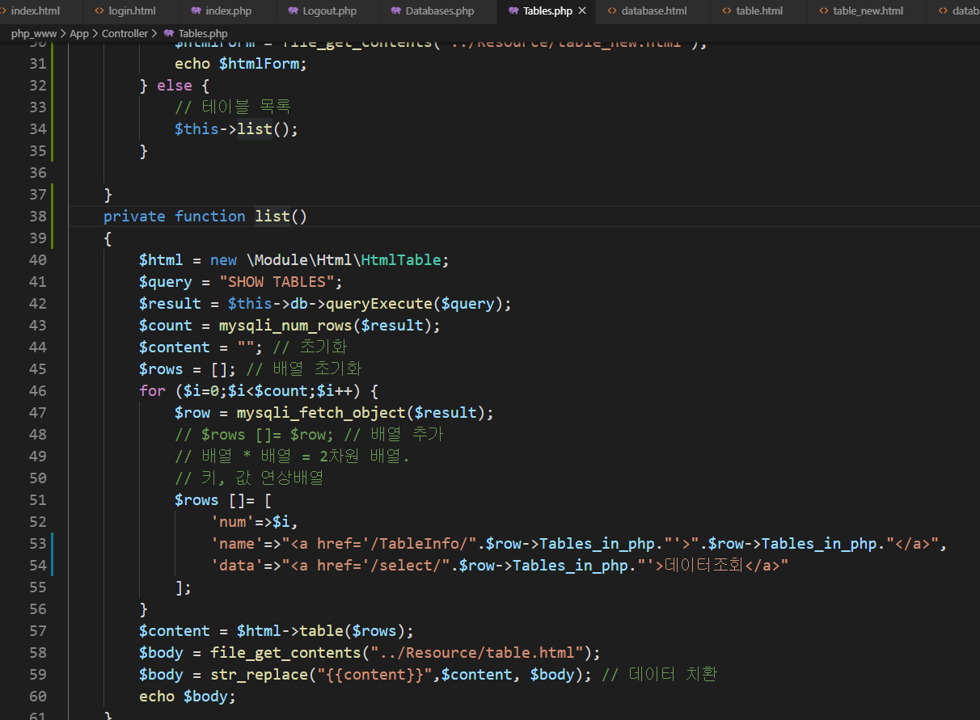 index.html login.html index.php Logout.php Databases.php Tables.php database.html table.html table_new.html datab
php_www > App > Controller > Tables.php
30 $htmlForm = file_get_contents("../Resource/table_new.html");
31 echo $htmlForm;
32 } else {
33 // 테이블 목록
34 $this->list();
35 }
36
37 }
38 private function list()
39 {
40 $html = new \Module\Html\HtmlTable;
41 $query = "SHOW TABLES";
42 $result = $this->db->queryExecute($query);
43 $count = mysqli_num_rows($result);
44 $content = ""; // 초기화
45 $rows = []; // 배열 초기화
46 for ($i=0;$i<$count;$i++) {
47 $row = mysqli_fetch_object($result);
48 // $rows []= $row; // 배열 추가
49 // 배열 * 배열 = 2차원 배열.
50 // 키, 값 연상배열
51 $rows []= [
52 'num'=>$i,
53 'name'=>"<a href='/TableInfo/".$row->Tables_in_php."'>".$row->Tables_in_php."</a>",
54 'data'=>"<a href='/select/".$row->Tables_in_php."'>데이터조회</a>"
55 ];
56 }
57 $content = $html->table($rows);
58 $body = file_get_contents("../Resource/table.html");
59 $body = str_replace("{{content}}",$content, $body); // 데이터 치환
60 echo $body;
61 }